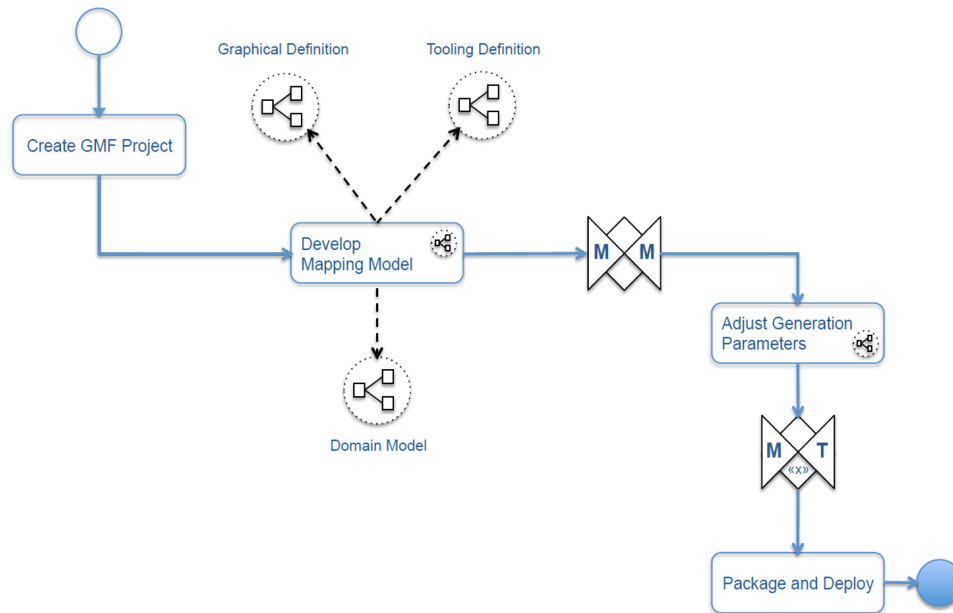 Graphical Definition
Tooling Definition
Create GMF Project
Develop
Mapping Model
M M
Adjust Generation
Parameters
Domain Model
M T
«x»
Package and Deploy